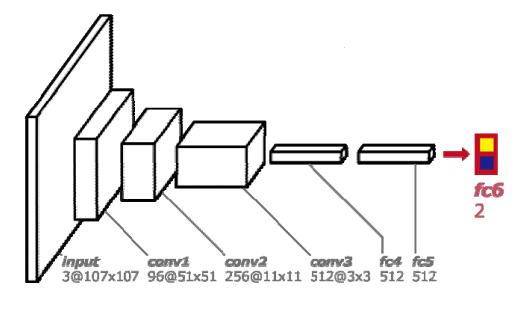 input conv1 conv2 conv3 fc4 fc5
3@107x107 96@51x51 256@11x11 512@3x3 512 512
fc6
2